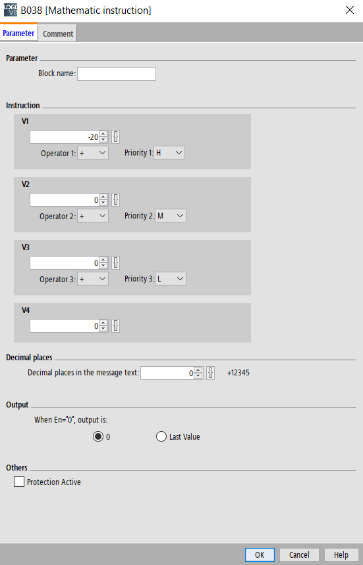 B038 [Mathematic instruction]
Parameter Comment
Parameter
Block name:
Instruction
V1
-20
Operator 1: + Priority 1: H
V2
0
Operator 2: + Priority 2: M
V3
0
Operator 3: + Priority 3: L
V4
0
Decimal places
Decimal places in the message text: 0 +12345
Output
When En="0", output is:
0 Last Value
Others
Protection Active
OK Cancel Help